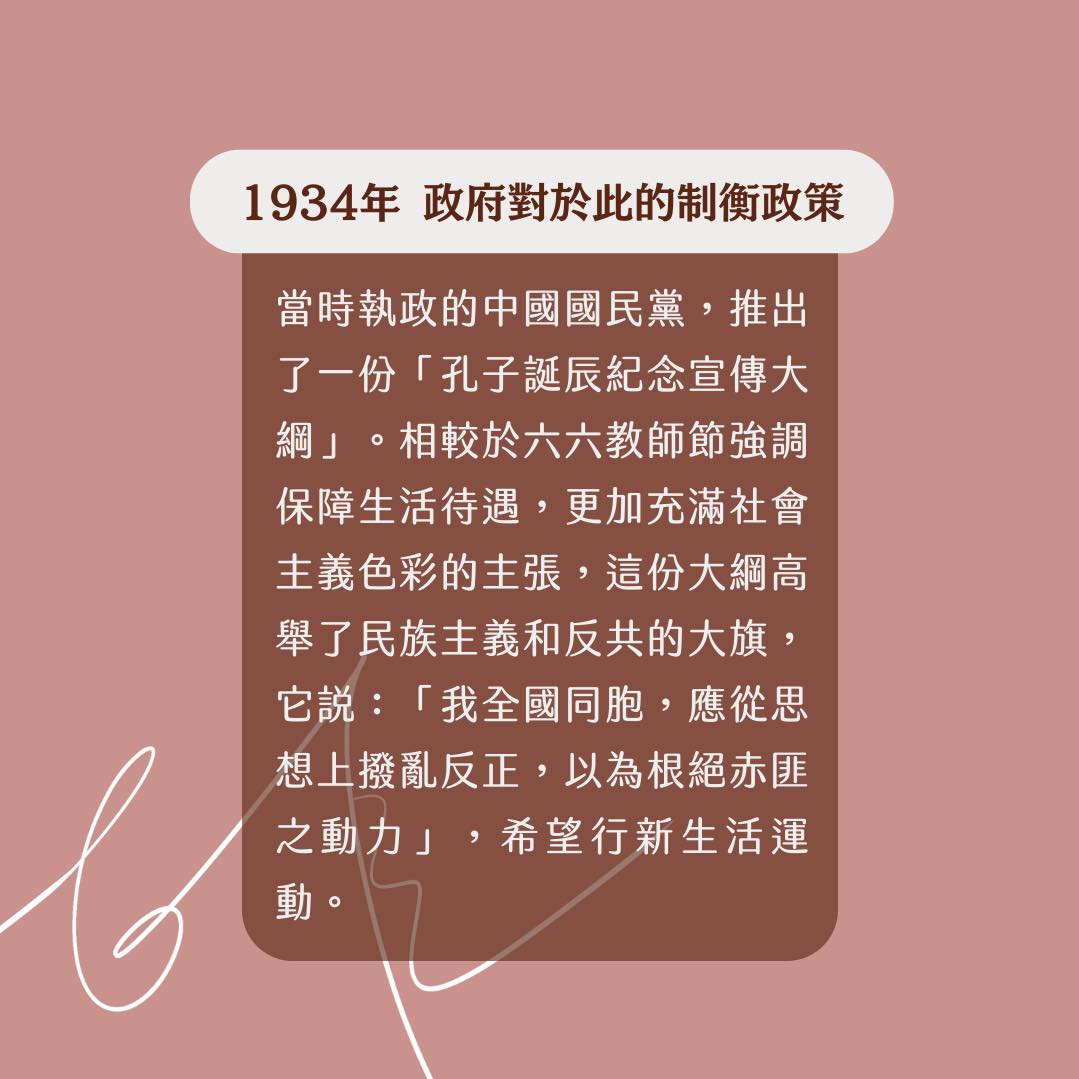 1934年 政府對於此的制衡政策
當時執政的中國國民黨，推出
了一份「孔子誕辰紀念宣傳大
綱」。相較於六六教師節強調
保障生活待遇，更加充滿社會
主義色彩的主張，這份大綱高
舉了民族主義和反共的大旗，
它説：「我全國同胞，應從思
想上撥亂反正，以為根絕赤匪
之動力」，希望行新生活運
動。